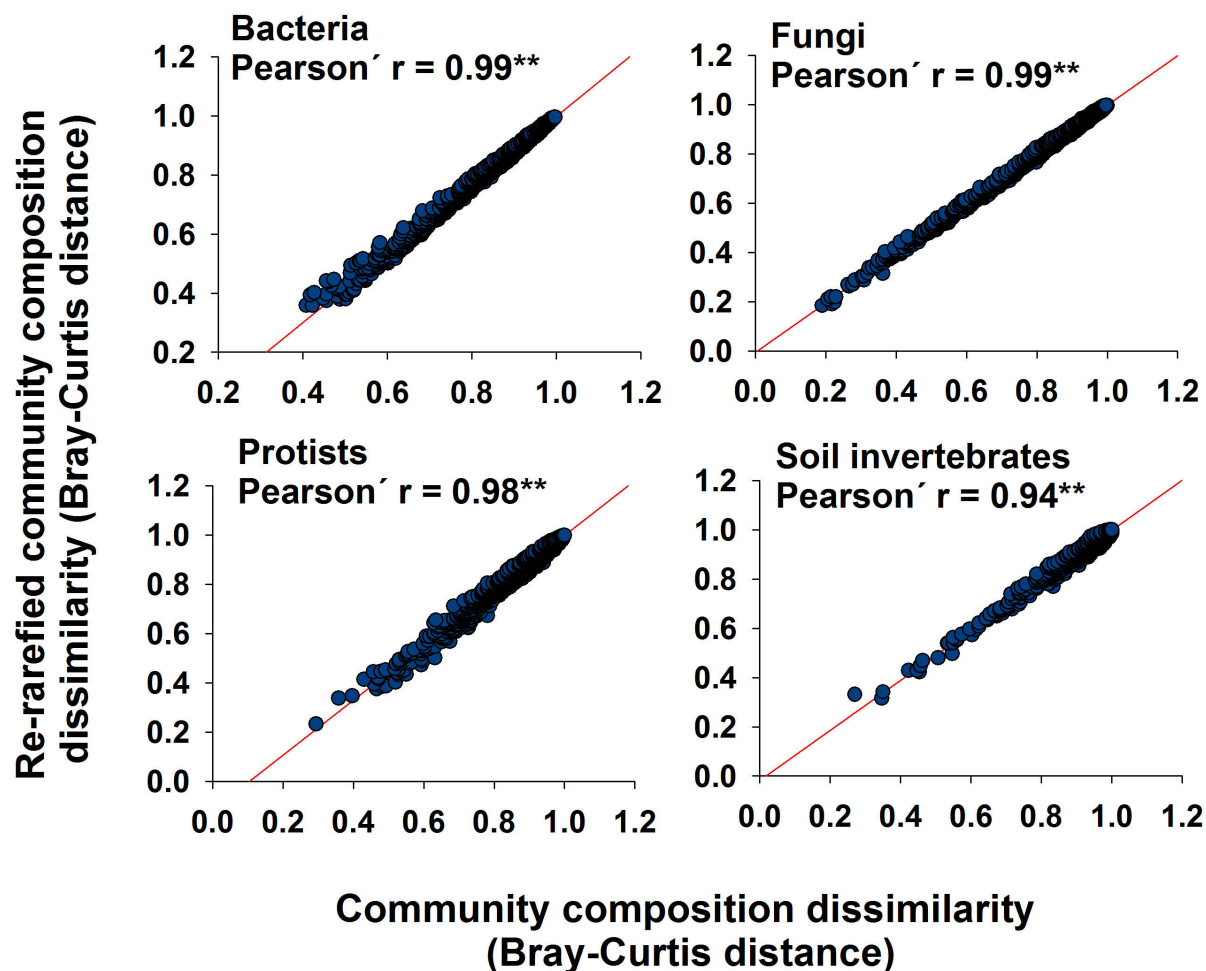 Re-rarefied community composition
dissimilarity (Bray-Curtis distance)
Bacteria
Pearson´ r = 0.99**
1.2
1.0
0.8
0.6
0.4
0.2
0.2 0.4 0.6 0.8 1.0 1.2
Fungi
Pearson´ r = 0.99**
1.2
1.0
0.8
0.6
0.4
0.2
0.0
0.0 0.2 0.4 0.6 0.8 1.0 1.2
Protists
Pearson´ r = 0.98**
1.2
1.0
0.8
0.6
0.4
0.2
0.0
0.0 0.2 0.4 0.6 0.8 1.0 1.2
Soil invertebrates
Pearson´ r = 0.94**
1.2
1.0
0.8
0.6
0.4
0.2
0.0
0.0 0.2 0.4 0.6 0.8 1.0 1.2
Community composition dissimilarity
(Bray-Curtis distance)